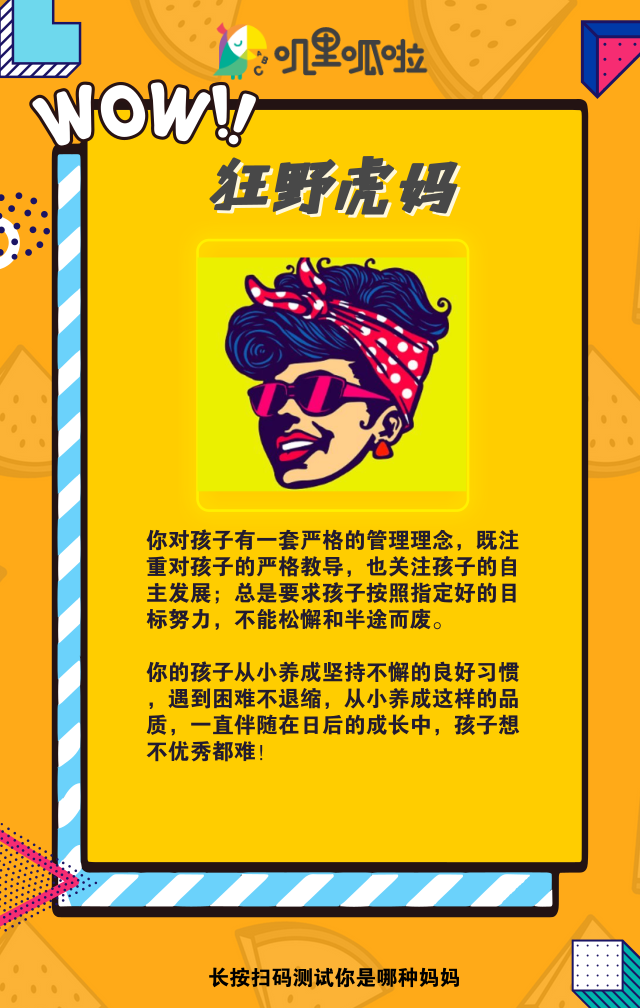 ABC
叽里呱啦
WOW!!
狂野虎妈
你对孩子有一套严格的管理理念，既注
重对孩子的严格教导，也关注孩子的自
主发展；总是要求孩子按照指定好的目
标努力，不能松懈和半途而废。
你的孩子从小养成坚持不懈的良好习惯
，遇到困难不退缩，从小养成这样的品
质，一直伴随在日后的成长中，孩子想
不优秀都难！
长按扫码测试你是哪种妈妈